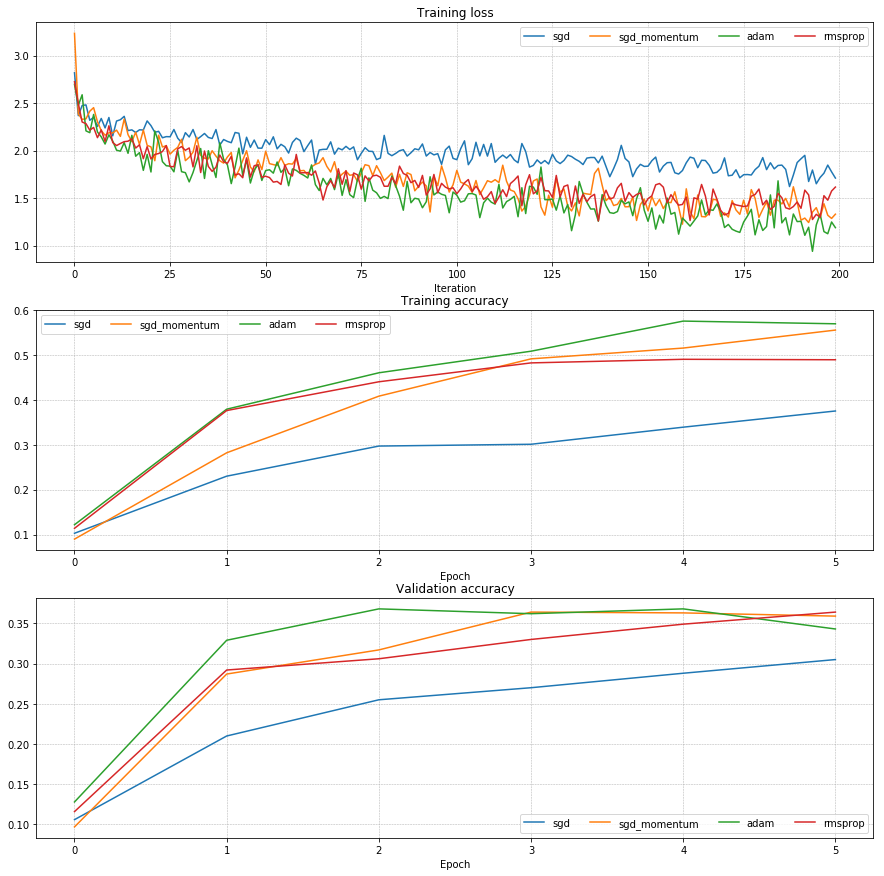 Training loss
sgd sgd_momentum adam rmsprop
3.0
2.5
2.0
1.5
1.0
0 25 50 75 100 125 150 175 200
Iteration
Training accuracy
sgd sgd_momentum adam rmsprop
0.6
0.5
0.4
0.3
0.2
0.1
0 1 2 3 4 5
Epoch
Validation accuracy
0.35
0.30
0.25
0.20
0.15
0.10
sgd sgd_momentum adam rmsprop
0 1 2 3 4 5
Epoch